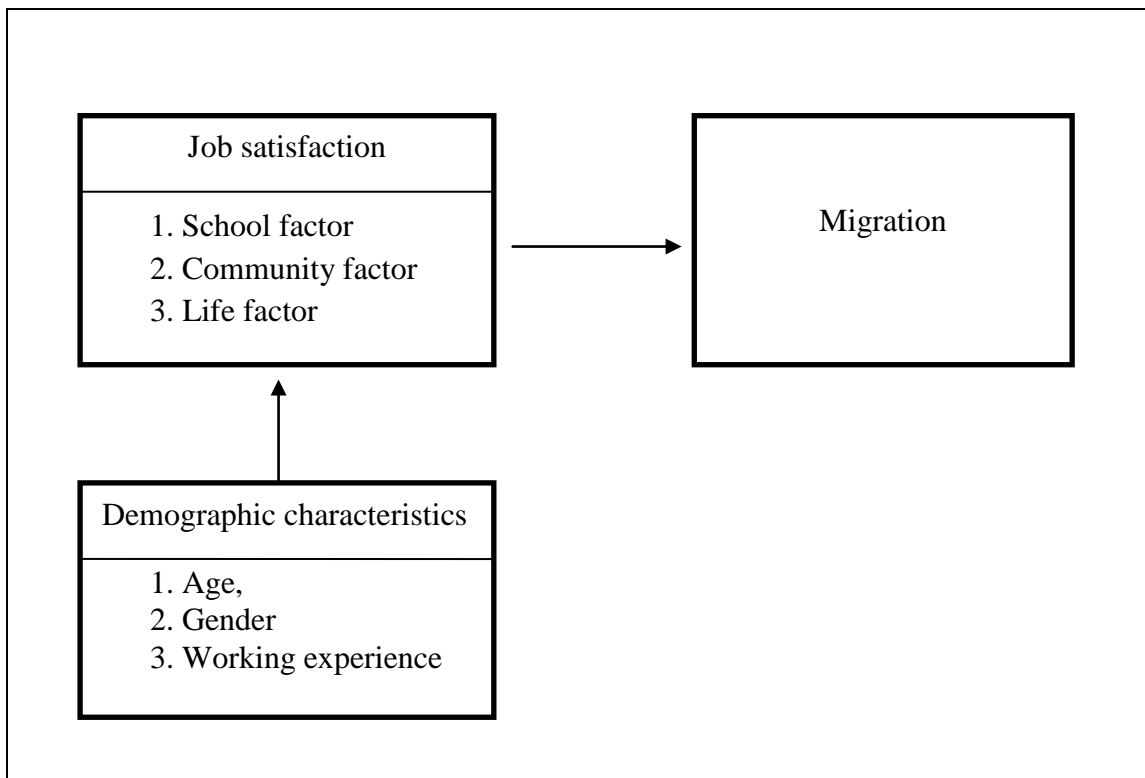 Job satisfaction
1. School factor
2. Community factor
3. Life factor
Migration
Demographic characteristics
1. Age,
2. Gender
3. Working experience